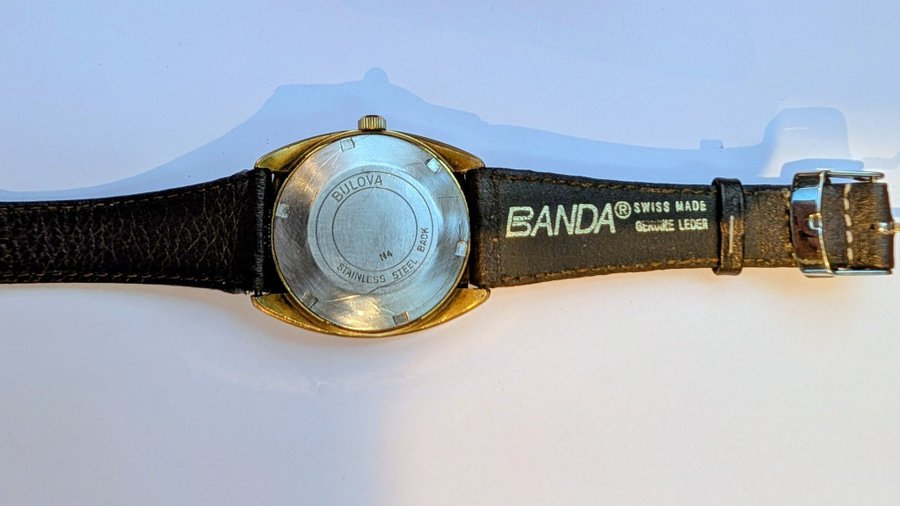 BULOVA
N4
STAINLESS STEEL BACK
BANDA®
SWISS MADE
GENUINE LEDER